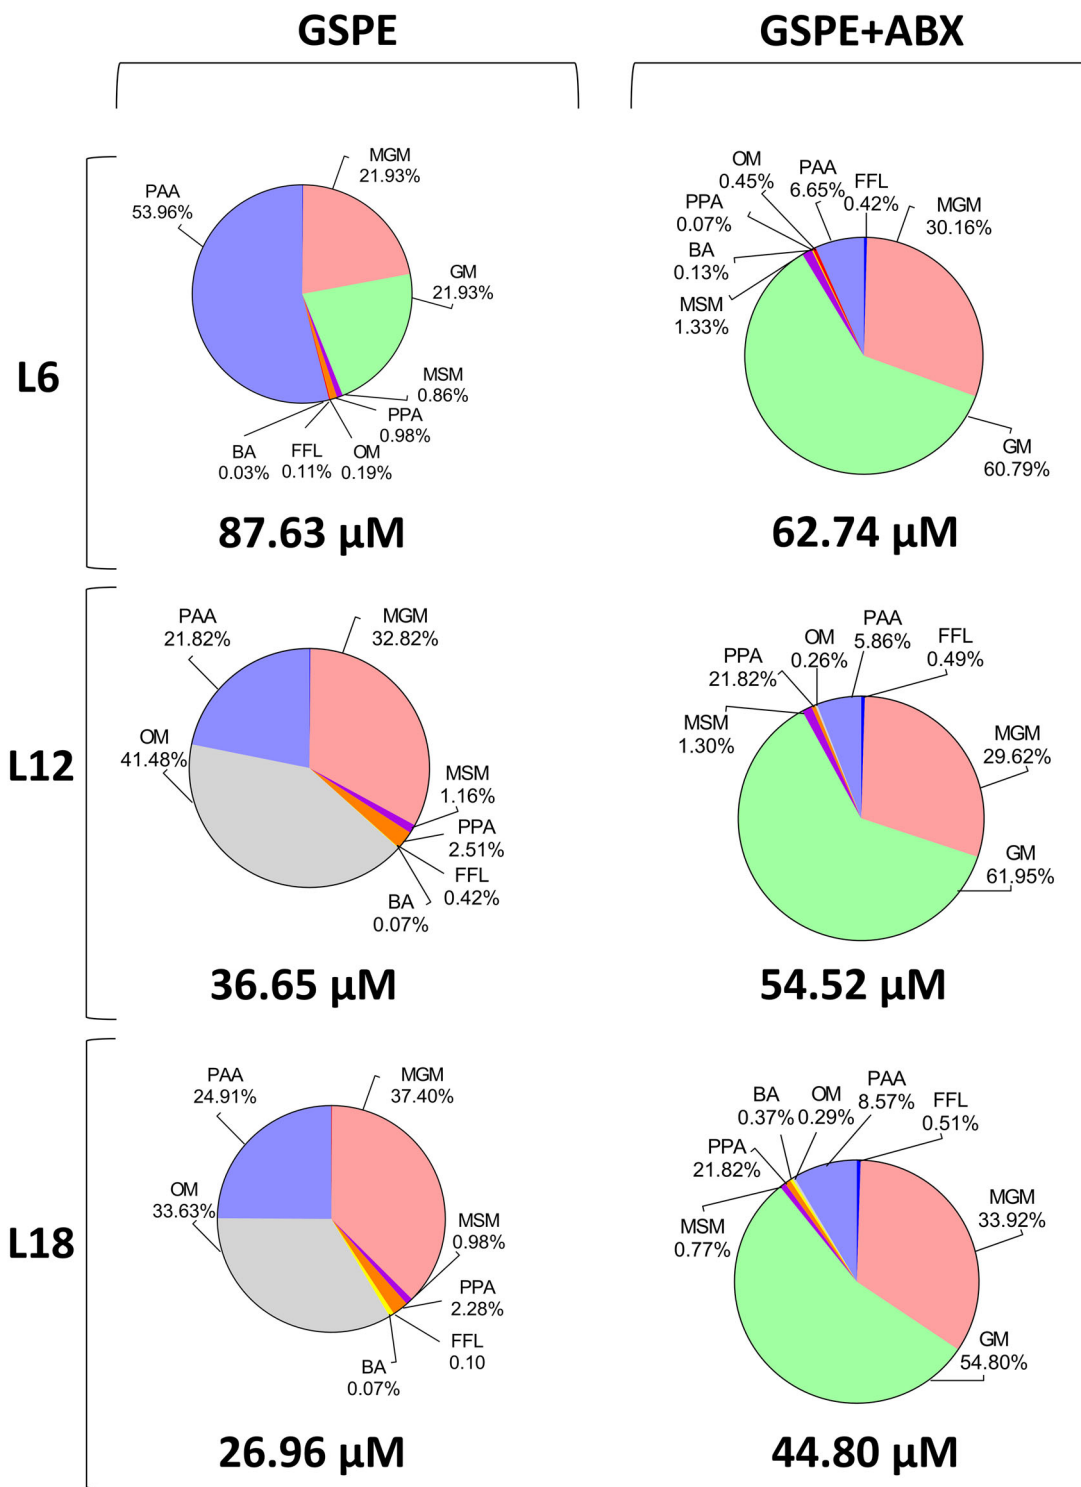 GSPE
GSPE+ABX
L6
MGM
21.93%
PAA
53.96%
GM
21.93%
MSM
0.86%
PPA
0.98%
OM
0.19%
FFL
0.11%
BA
0.03%
87.63 µM
OM
0.45%
PAA
6.65%
FFL
0.42%
MGM
30.16%
PPA
0.07%
BA
0.13%
MSM
1.33%
GM
60.79%
62.74 µM
L12
PAA
21.82%
MGM
32.82%
OM
41.48%
MSM
1.16%
PPA
2.51%
FFL
0.42%
BA
0.07%
36.65 µM
PAA
5.86%
OM
0.26%
FFL
0.49%
PPA
21.82%
MSM
1.30%
MGM
29.62%
GM
61.95%
54.52 µM
L18
PAA
24.91%
MGM
37.40%
OM
33.63%
MSM
0.98%
PPA
2.28%
FFL
0.10
BA
0.07%
26.96 µM
PAA
8.57%
BA
0.37%
OM
0.29%
FFL
0.51%
PPA
21.82%
MSM
0.77%
MGM
33.92%
GM
54.80%
44.80 µM